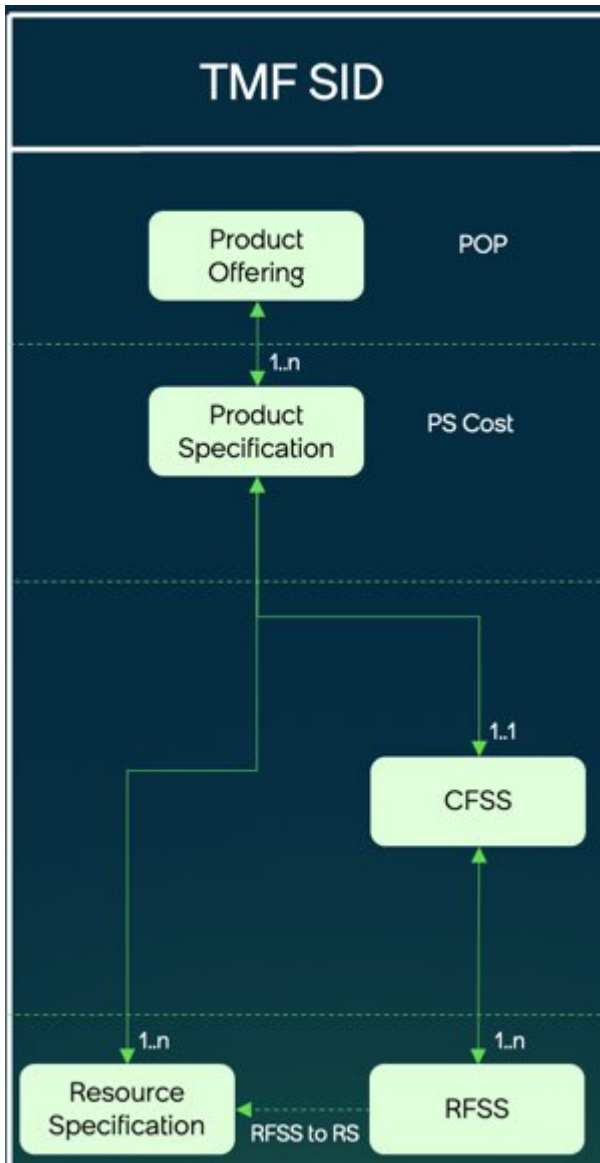 TMF SID
Product
Offering
POP
1..n
Product
Specification
PS Cost
1..1
CFSS
1..n
1..n
Resource
Specification
RFSS to RS
RFSS